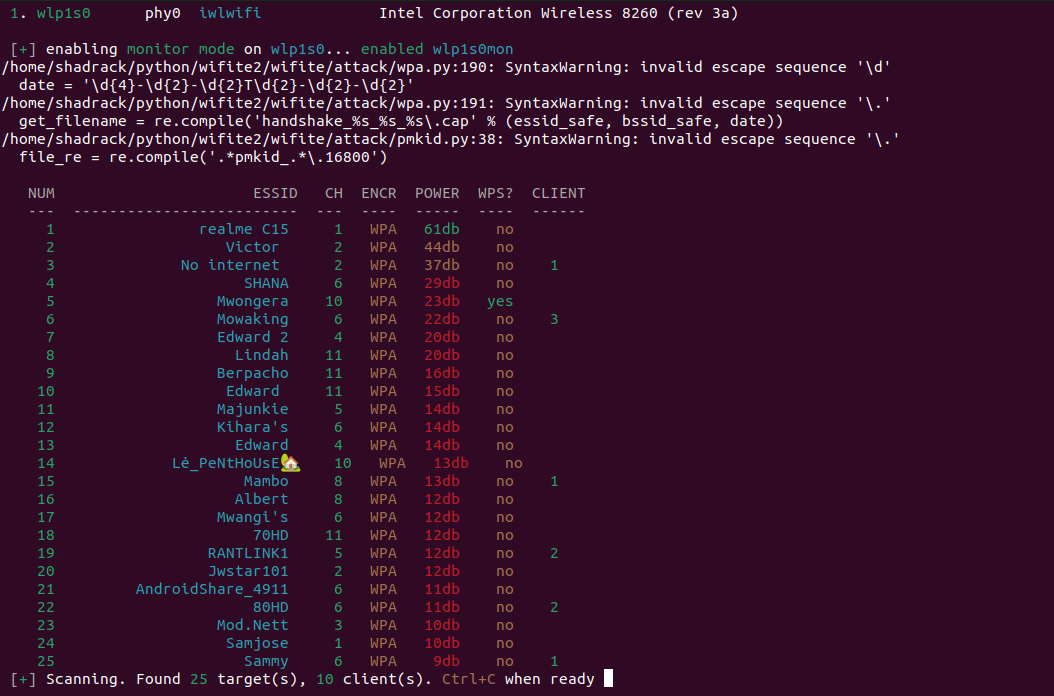 1. wlp1s0 phy0 iwlwifi Intel Corporation Wireless 8260 (rev 3a)
[+] enabling monitor mode on wlp1s0... enabled wlp1s0mon
/home/shadrack/python/wifite2/wifite/attack/wpa.py:190: SyntaxWarning: invalid escape sequence '\d'
date = '\d{4}-\d{2}-\d{2}T\d{2}-\d{2}-\d{2}'
/home/shadrack/python/wifite2/wifite/attack/wpa.py:191: SyntaxWarning: invalid escape sequence '\.'
get_filename = re.compile('handshake_%s_%s_%s\.cap' % (essid_safe, bssid_safe, date))
/home/shadrack/python/wifite2/wifite/attack/pmkid.py:38: SyntaxWarning: invalid escape sequence '\.'
file_re = re.compile('.*pmkid_.*\.16800')
NUM ESSID CH ENCR POWER WPS? CLIENT
--- ------------------------- --- ---- ----- ---- ------
1 realme C15 1 WPA 61db no
2 Victor 2 WPA 44db no
3 No internet 2 WPA 37db no 1
4 SHANA 6 WPA 29db no
5 Mwongera 10 WPA 23db yes
6 Mowaking 6 WPA 22db no 3
7 Edward 2 4 WPA 20db no
8 Lindah 11 WPA 20db no
9 Berpacho 11 WPA 16db no
10 Edward 11 WPA 15db no
11 Majunkie 5 WPA 14db no
12 Kihara's 6 WPA 14db no
13 Edward 4 WPA 14db no
14 Lė_PeNtHoUsE🏡 10 WPA 13db no
15 Mambo 8 WPA 13db no 1
16 Albert 8 WPA 12db no
17 Mwangi's 6 WPA 12db no
18 70HD 11 WPA 12db no
19 RANTLINK1 5 WPA 12db no 2
20 Jwstar101 2 WPA 12db no
21 AndroidShare_4911 6 WPA 11db no
22 80HD 6 WPA 11db no 2
23 Mod.Nett 3 WPA 10db no
24 Samjose 1 WPA 10db no
25 Sammy 6 WPA 9db no 1
[+] Scanning. Found 25 target(s), 10 client(s). Ctrl+C when ready